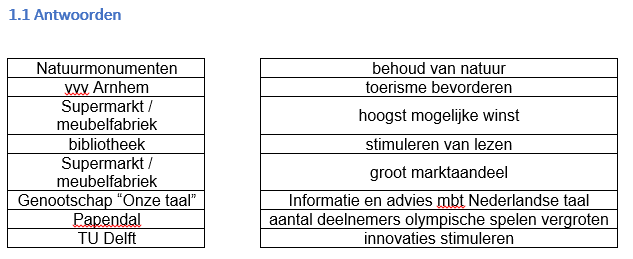 1.1 Antwoorden
Natuurmonumenten
behoud van natuur
vvv Arnhem
toerisme bevorderen
Supermarkt /
meubelfabriek
hoogst mogelijke winst
bibliotheek
stimuleren van lezen
Supermarkt /
meubelfabriek
groot marktaandeel
Genootschap “Onze taal”
Informatie en advies mbt Nederlandse taal
Papendal
aantal deelnemers olympische spelen vergroten
TU Delft
innovaties stimuleren